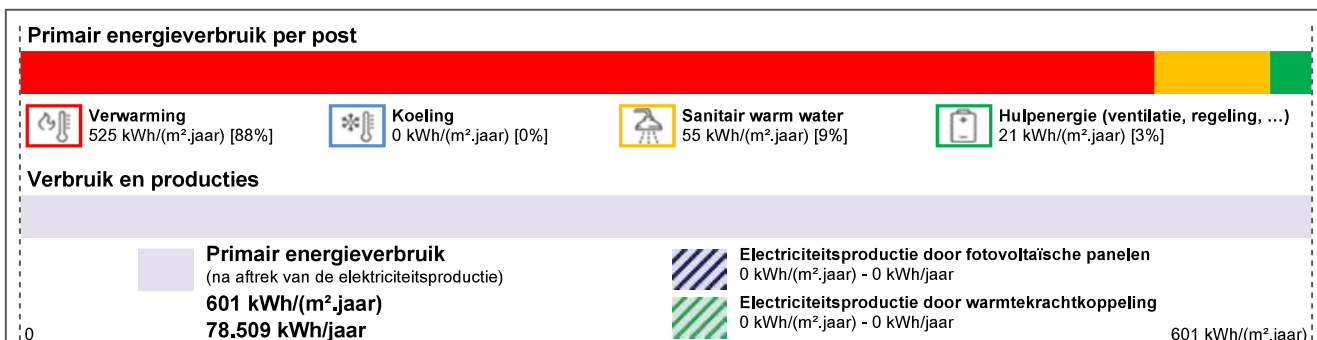 Primair energieverbruik per post
Verwarming
525 kWh/(m².jaar) [88%]
Koeling
0 kWh/(m².jaar) [0%]
Sanitair warm water
55 kWh/(m².jaar) [9%]
Hulpenergie (ventilatie, regeling, ...)
21 kWh/(m².jaar) [3%]
Verbruik en producties
Primair energieverbruik
(na aftrek van de elektriciteitsproductie)
601 kWh/(m².jaar)
78.509 kWh/jaar
Electriciteitsproductie door fotovoltaïsche panelen
0 kWh/(m².jaar) - 0 kWh/jaar
Electriciteitsproductie door warmtekrachtkoppeling
0 kWh/(m².jaar) - 0 kWh/jaar
0
601 kWh/(m².jaar)